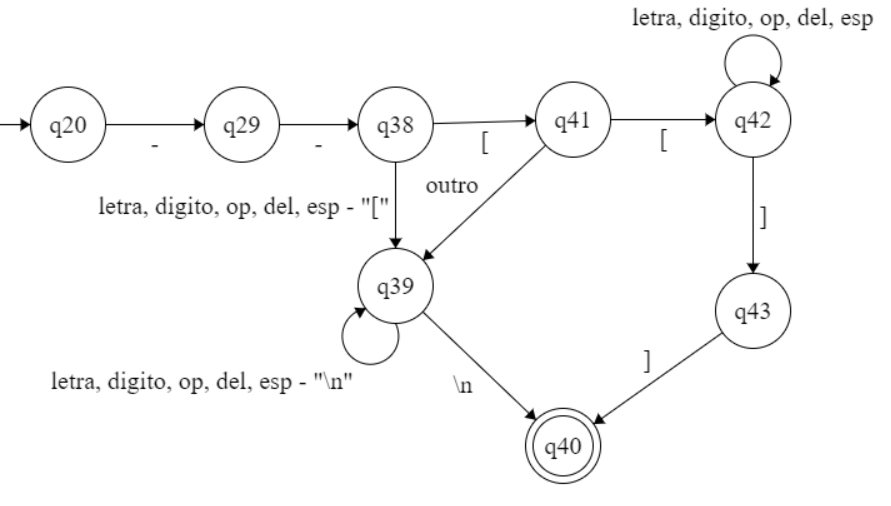 letra, digito, op, del, esp
q20
q29
q38
q41
q42
-
-
[
[
outro
letra, digito, op, del, esp - "["
]
q39
q43
]
letra, digito, op, del, esp - "\n"
\n
q40